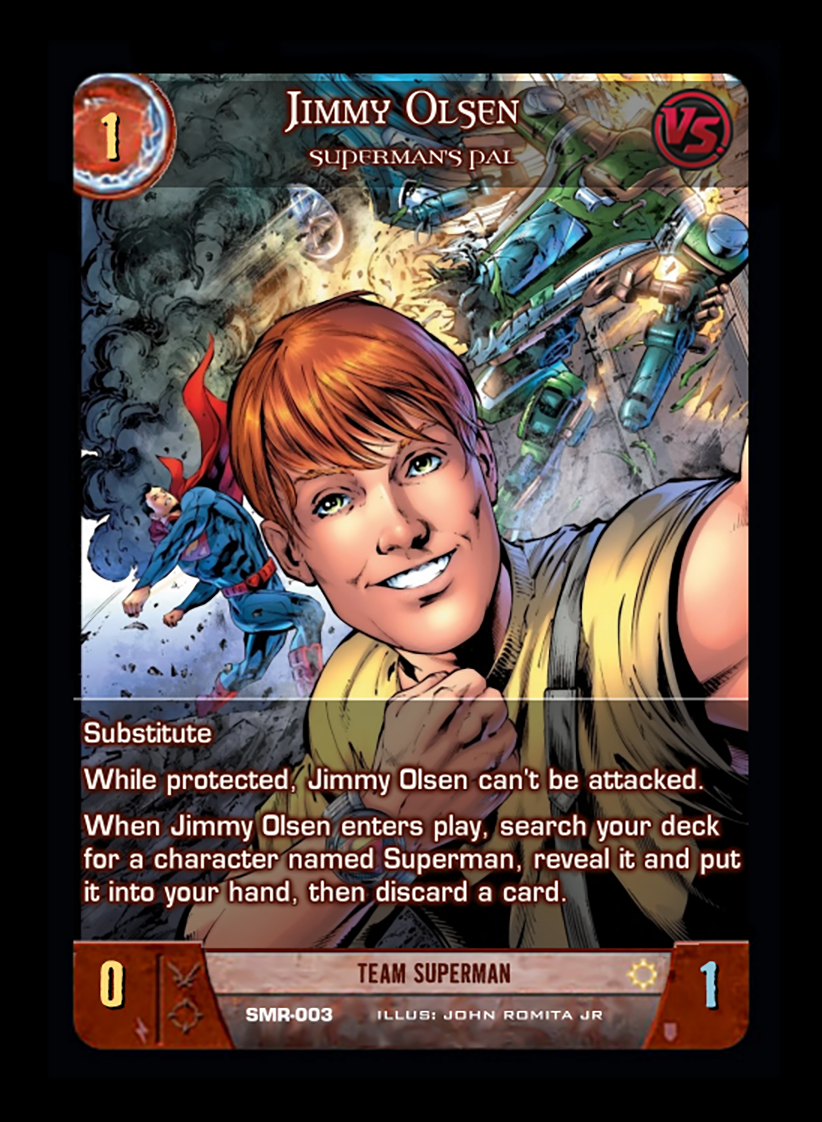 1
JIMMY OLSEN
VS.
SUPERMAN'S PAL
Substitute
While protected, Jimmy Olsen can't be attacked.
When Jimmy Olsen enters play, search your deck
for a character named Superman, reveal it and put
it into your hand, then discard a card.
0
TEAM SUPERMAN
1
SMR-003 ILLUS: JOHN ROMITA JR